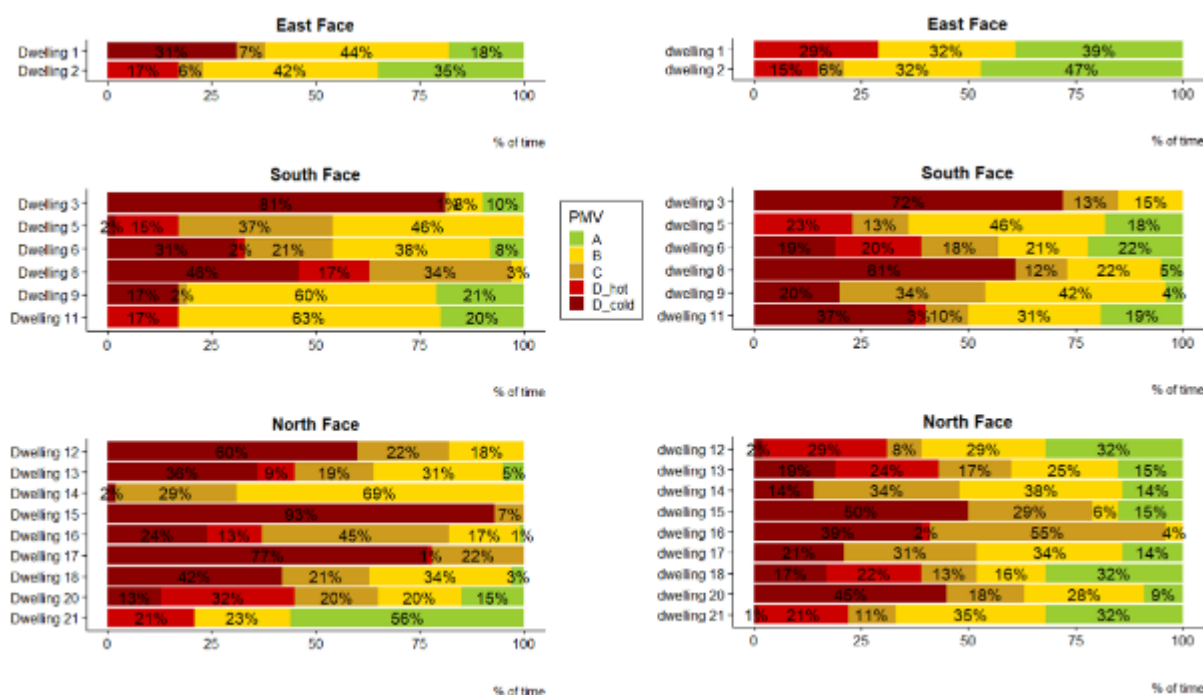 East Face
Dwelling 1 31% 7% 44% 18%
Dwelling 2 17% 6% 42% 35%
0 25 50 75 100
% of time
South Face
Dwelling 3 81% 1% 8% 10%
Dwelling 5 2% 15% 37% 46%
Dwelling 6 31% 2% 21% 38% 8%
Dwelling 8 46% 17% 34% 3%
Dwelling 9 17% 2% 60% 21%
Dwelling 11 17% 63% 20%
0 25 50 75 100
% of time
North Face
Dwelling 12 60% 22% 18%
Dwelling 13 36% 9% 19% 31% 5%
Dwelling 14 2% 29% 69%
Dwelling 15 93% 7%
Dwelling 16 24% 13% 45% 17% 1%
Dwelling 17 77% 1% 22%
Dwelling 18 42% 21% 34% 3%
Dwelling 20 13% 32% 20% 20% 15%
Dwelling 21 21% 23% 56%
0 25 50 75 100
% of time
PMV
A
B
C
D_hot
D_cold
East Face
dwelling 1 29% 32% 39%
dwelling 2 15% 6% 32% 47%
0 25 50 75 100
% of time
South Face
dwelling 3 72% 13% 15%
dwelling 5 23% 13% 46% 18%
dwelling 6 19% 20% 18% 21% 22%
dwelling 8 61% 12% 22% 5%
dwelling 9 20% 34% 42% 4%
dwelling 11 37% 3% 10% 31% 19%
0 25 50 75 100
% of time
North Face
dwelling 12 2% 29% 8% 29% 32%
dwelling 13 19% 24% 17% 25% 15%
dwelling 14 14% 34% 38% 14%
dwelling 15 50% 29% 6% 15%
dwelling 16 39% 2% 55% 4%
dwelling 17 21% 31% 34% 14%
dwelling 18 17% 22% 13% 16% 32%
dwelling 20 45% 18% 28% 9%
dwelling 21 1% 21% 11% 35% 32%
0 25 50 75 100
% of time